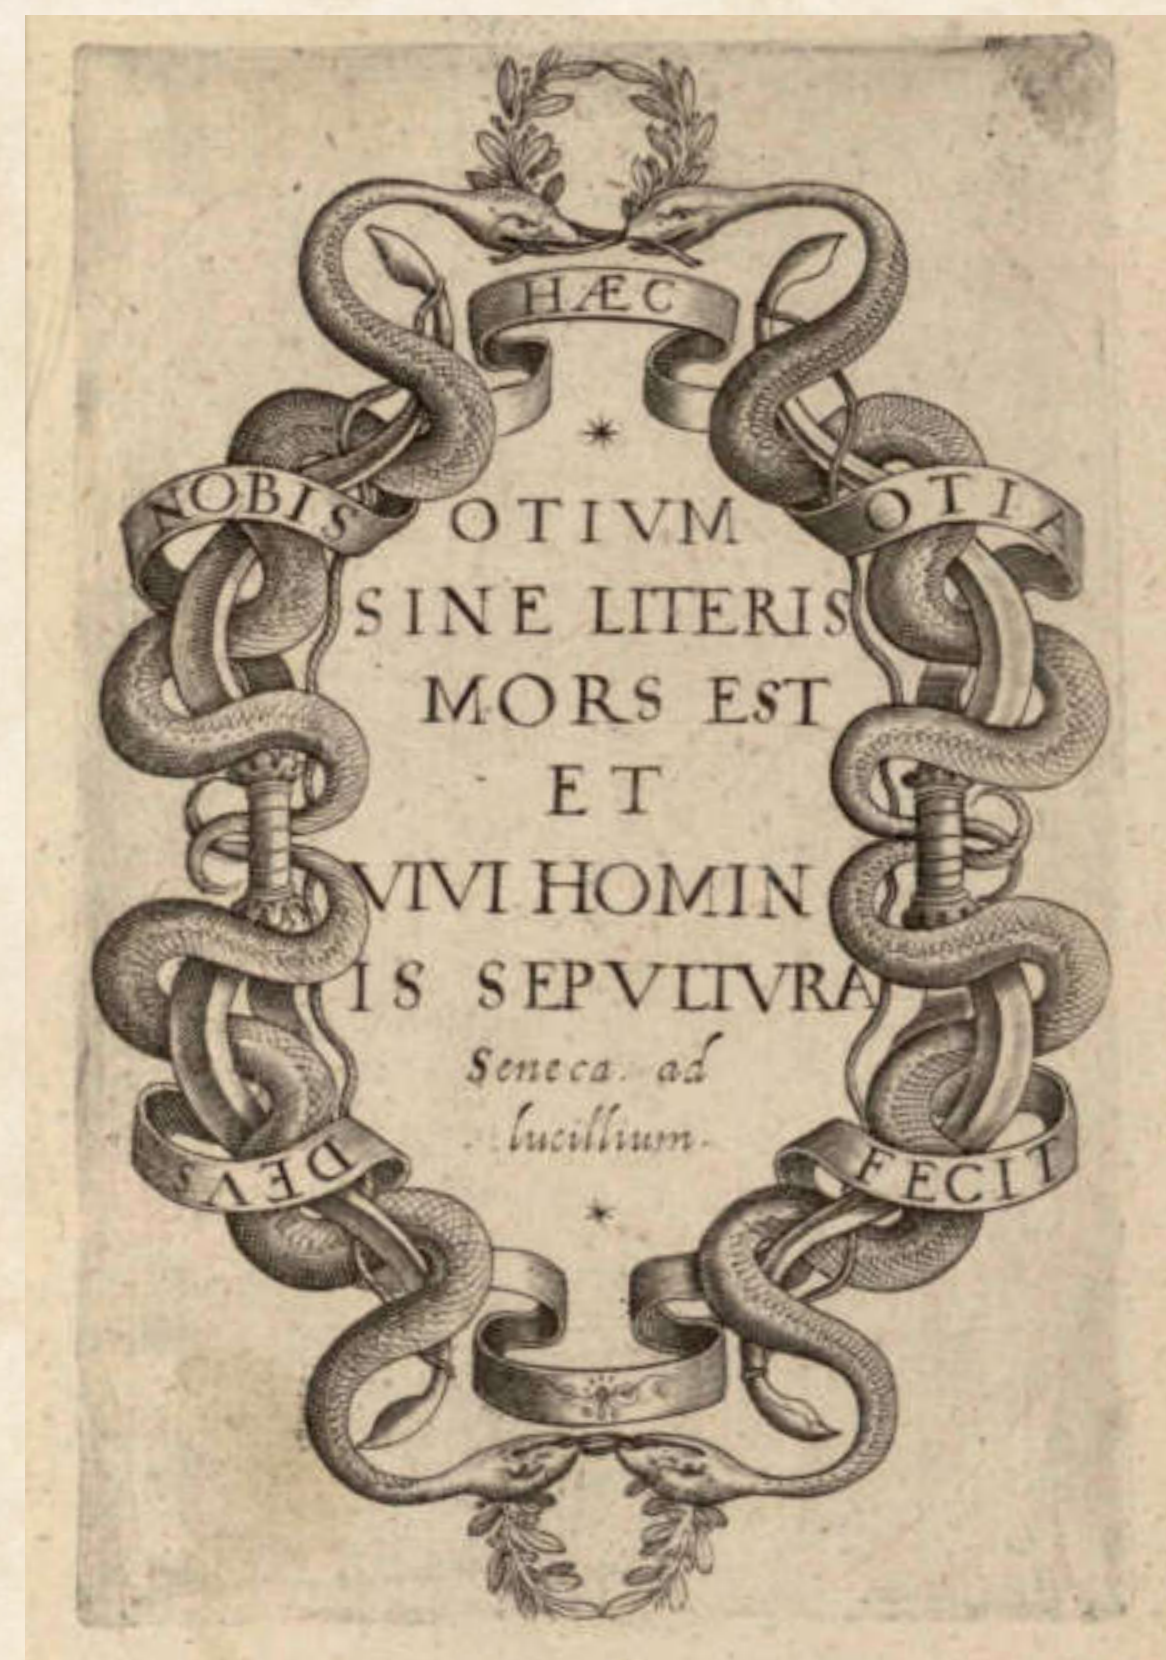 HÆC
NOBIS
OTIA
DEVS
FECIT
OTIVM
SINE LITERIS
MORS EST
ET
VIVI HOMIN
IS SEPVLTVRA
Seneca. ad
lucillium.